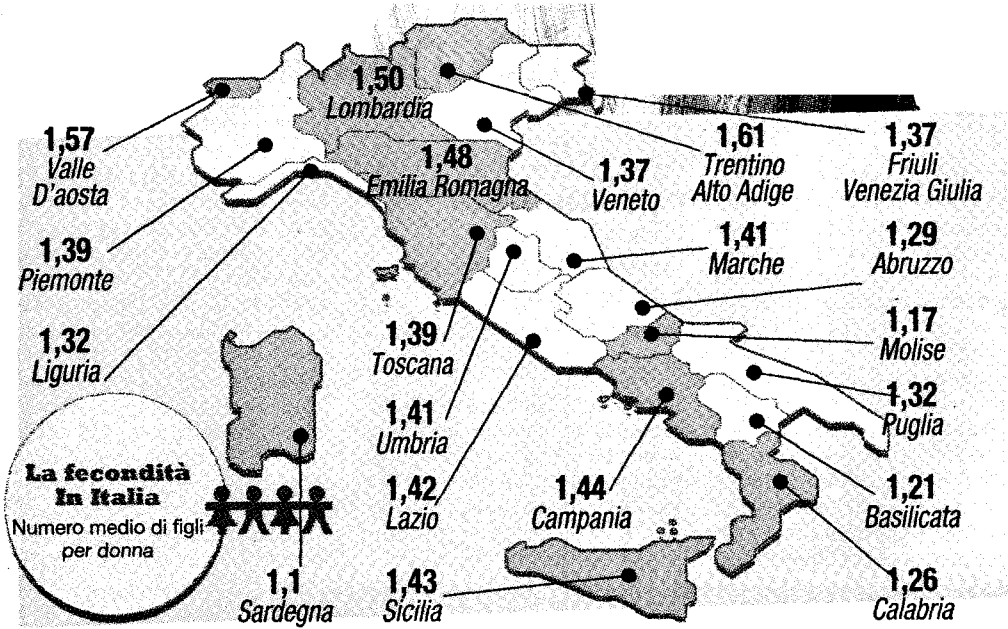 1,50
Lombardia
1,57
Valle
D'aosta
1,48
Emilia Romagna
1,37
Veneto
1,61
Trentino
Alto Adige
1,37
Friuli
Venezia Giulia
1,39
Piemonte
1,41
Marche
1,29
Abruzzo
1,32
Liguria
1,39
Toscana
1,17
Molise
1,41
Umbria
1,32
Puglia
La fecondità
In Italia
Numero medio di figli
per donna
1,42
Lazio
1,44
Campania
1,21
Basilicata
1,1
Sardegna
1,43
Sicilia
1,26
Calabria